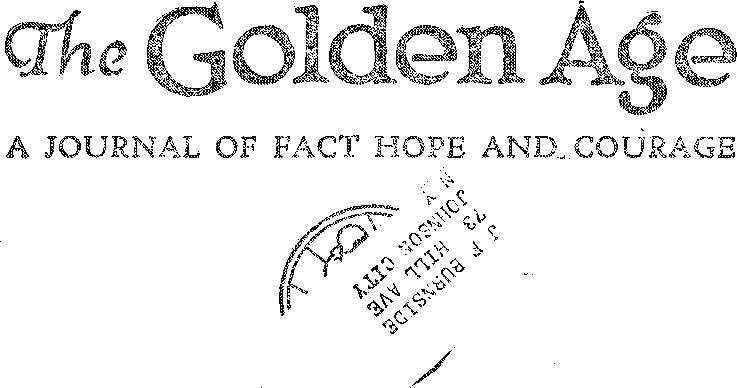 The Golden Age
A JOURNAL OF FACT HOPE AND COURAGE
J F BURNSIDE
73 HILL AVE
JOHNSON CITY
N Y